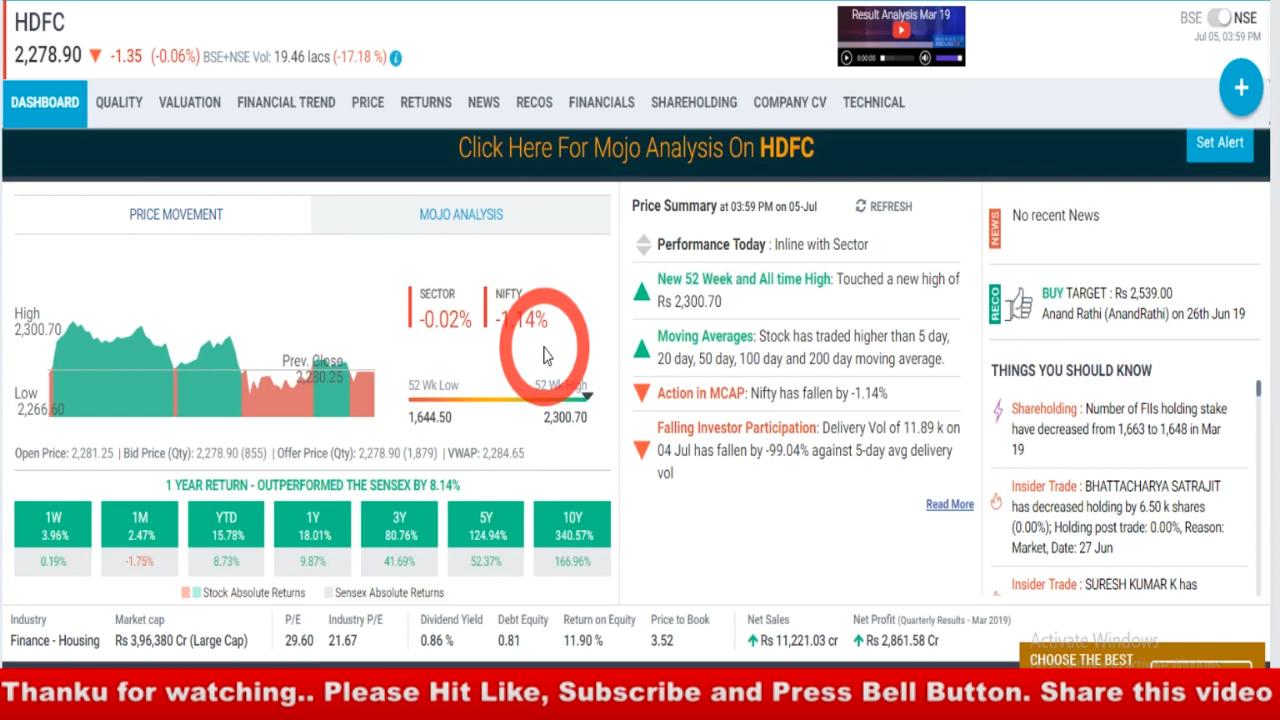 HDFC
2,278.90 -1.35 (-0.06%) BSE+NSE Vol: 19.46 lacs (-17.18 %) i
Result Analysis Mar 19
0:00:00
BSE NSE
Jul 05, 03:59 PM
+
DASHBOARD QUALITY VALUATION FINANCIAL TREND PRICE RETURNS NEWS RECOS FINANCIALS SHAREHOLDING COMPANY CV TECHNICAL
Click Here For Mojo Analysis On HDFC
Set Alert
PRICE MOVEMENT MOJO ANALYSIS
SECTOR
-0.02%
NIFTY
-1.14%
High
2,300.70
Prev. Close
2,280.25
Low
2,266.60
52 Wk Low 52 Wk High
1,644.50 2,300.70
Open Price: 2,281.25 | Bid Price (Qty): 2,278.90 (855) | Offer Price (Qty): 2,278.90 (1,879) | VWAP: 2,284.65
1 YEAR RETURN - OUTPERFORMED THE SENSEX BY 8.14%
1W 1M YTD 1Y 3Y 5Y 10Y
3.96% 2.47% 15.78% 18.01% 80.76% 124.94% 340.57%
0.19% -1.75% 8.73% 9.87% 41.69% 52.37% 166.96%
Stock Absolute Returns Sensex Absolute Returns
Price Summary at 03:59 PM on 05-Jul REFRESH
Performance Today : Inline with Sector
New 52 Week and All time High: Touched a new high of
Rs 2,300.70
Moving Averages: Stock has traded higher than 5 day,
20 day, 50 day, 100 day and 200 day moving average.
Action in MCAP: Nifty has fallen by -1.14%
Falling Investor Participation: Delivery Vol of 11.89 k on
04 Jul has fallen by -99.04% against 5-day avg delivery
vol
Read More
NEWS
No recent News
RECO
BUY TARGET : Rs 2,539.00
Anand Rathi (AnandRathi) on 26th Jun 19
THINGS YOU SHOULD KNOW
Shareholding : Number of FIIs holding stake
have decreased from 1,663 to 1,648 in Mar
19
Insider Trade : BHATTACHARYA SATRAJIT
has decreased holding by 6.50 k shares
(0.00%); Holding post trade: 0.00%, Reason:
Market, Date: 27 Jun
Insider Trade : SURESH KUMAR K has
Industry Market cap P/E Industry P/E Dividend Yield Debt Equity Return on Equity Price to Book Net Sales Net Profit (Quarterly Results - Mar 2019)
Finance - Housing Rs 3,96,380 Cr (Large Cap) 29.60 21.67 0.86 % 0.81 11.90 % 3.52 Rs 11,221.03 cr Rs 2,861.58 Cr
Activate Windows
CHOOSE THE BEST
Thanku for watching.. Please Hit Like, Subscribe and Press Bell Button. Share this video